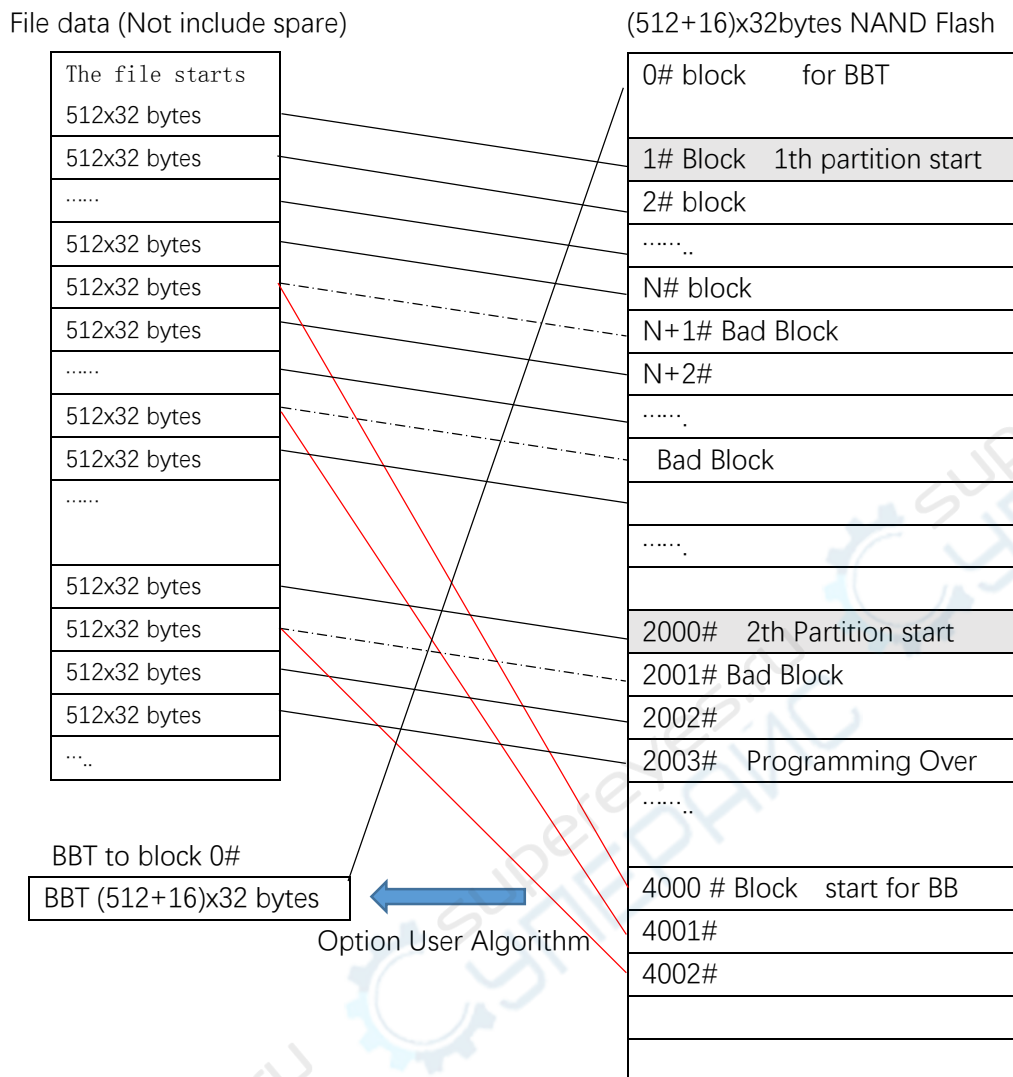 File data (Not include spare)
The file starts
512x32 bytes
512x32 bytes
……
512x32 bytes
512x32 bytes
512x32 bytes
……
512x32 bytes
512x32 bytes
……
512x32 bytes
512x32 bytes
512x32 bytes
512x32 bytes
…..
BBT to block 0#
BBT (512+16)x32 bytes
Option User Algorithm
(512+16)x32bytes NAND Flash
0# block for BBT
1# Block 1th partition start
2# block
……..
N# block
N+1# Bad Block
N+2#
…….
Bad Block
…….
2000# 2th Partition start
2001# Bad Block
2002#
2003# Programming Over
……..
4000 # Block start for BB
4001#
4002#
supereyes.ru
СУПЕРАЙС